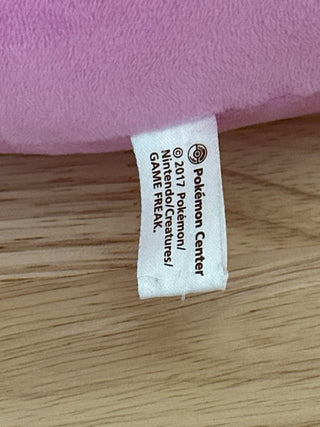 Pokémon Center
© 2017 Pokémon/
Nintendo/Creatures/
GAME FREAK.